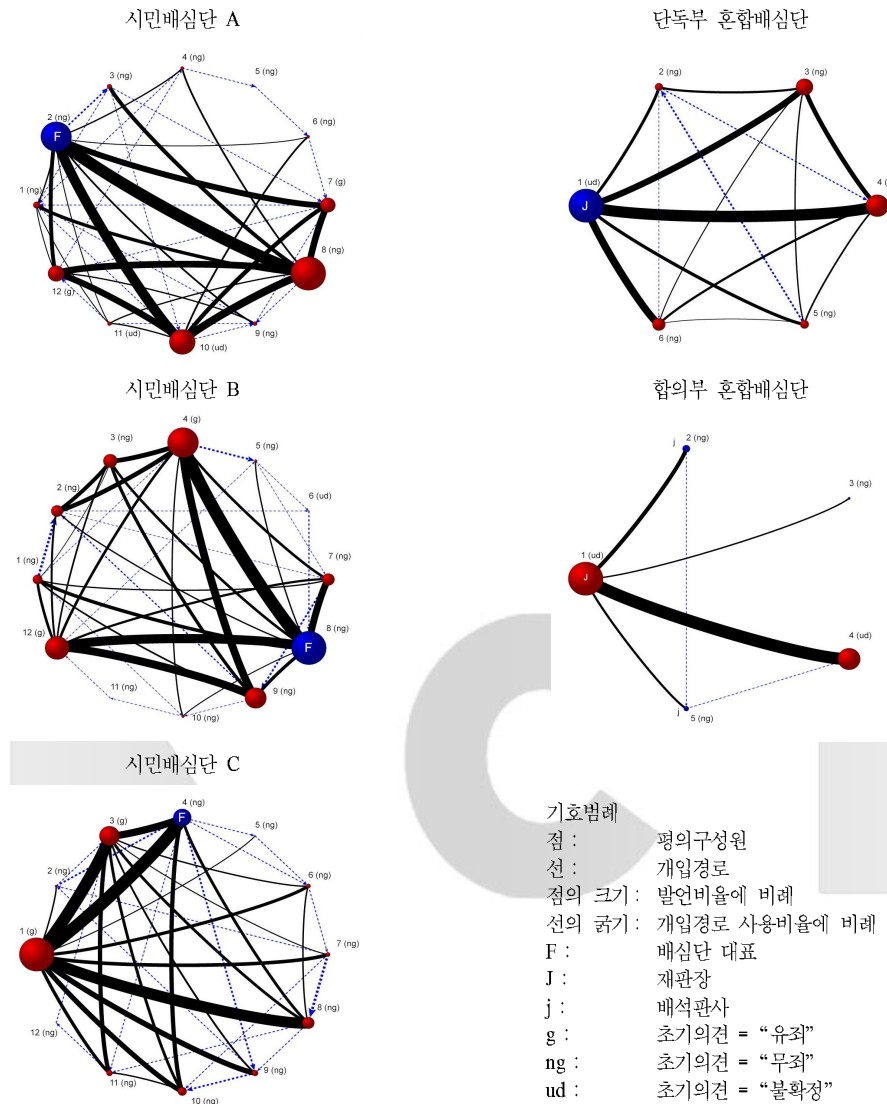 시민배심단 A
4 (ng)
3 (ng)
5 (ng)
2 (ng)
F
6 (ng)
1 (ng)
7 (g)
8 (ng)
12 (g)
11 (ud)
10 (ud)
9 (ng)
단독부 혼합배심단
2 (ng)
3 (ng)
1 (ud)
J
4 (
6 (ng)
5 (ng)
시민배심단 B
4 (g)
3 (ng)
5 (ng)
2 (ng)
6 (ud)
1 (ng)
7 (ng)
8 (ng)
F
12 (g)
11 (ng)
9 (ng)
10 (ng)
합의부 혼합배심단
j
2 (ng)
3 (ng)
1 (ud)
J
4 (ud)
j
5 (ng)
시민배심단 C
4 (ng)
F
3 (g)
5 (ng)
2 (ng)
6 (ng)
1 (g)
7 (ng)
8 (ng)
12 (ng)
11 (ng)
9 (ng)
10 (ng)
기호범례
점 : 평의구성원
선 : 개입경로
점의 크기 : 발언비율에 비례
선의 굵기 : 개입경로 사용비율에 비례
F : 배심단 대표
J : 재판장
j : 배석판사
g : 초기의견 = “유죄”
ng : 초기의견 = “무죄”
ud : 초기의견 = “불확정”